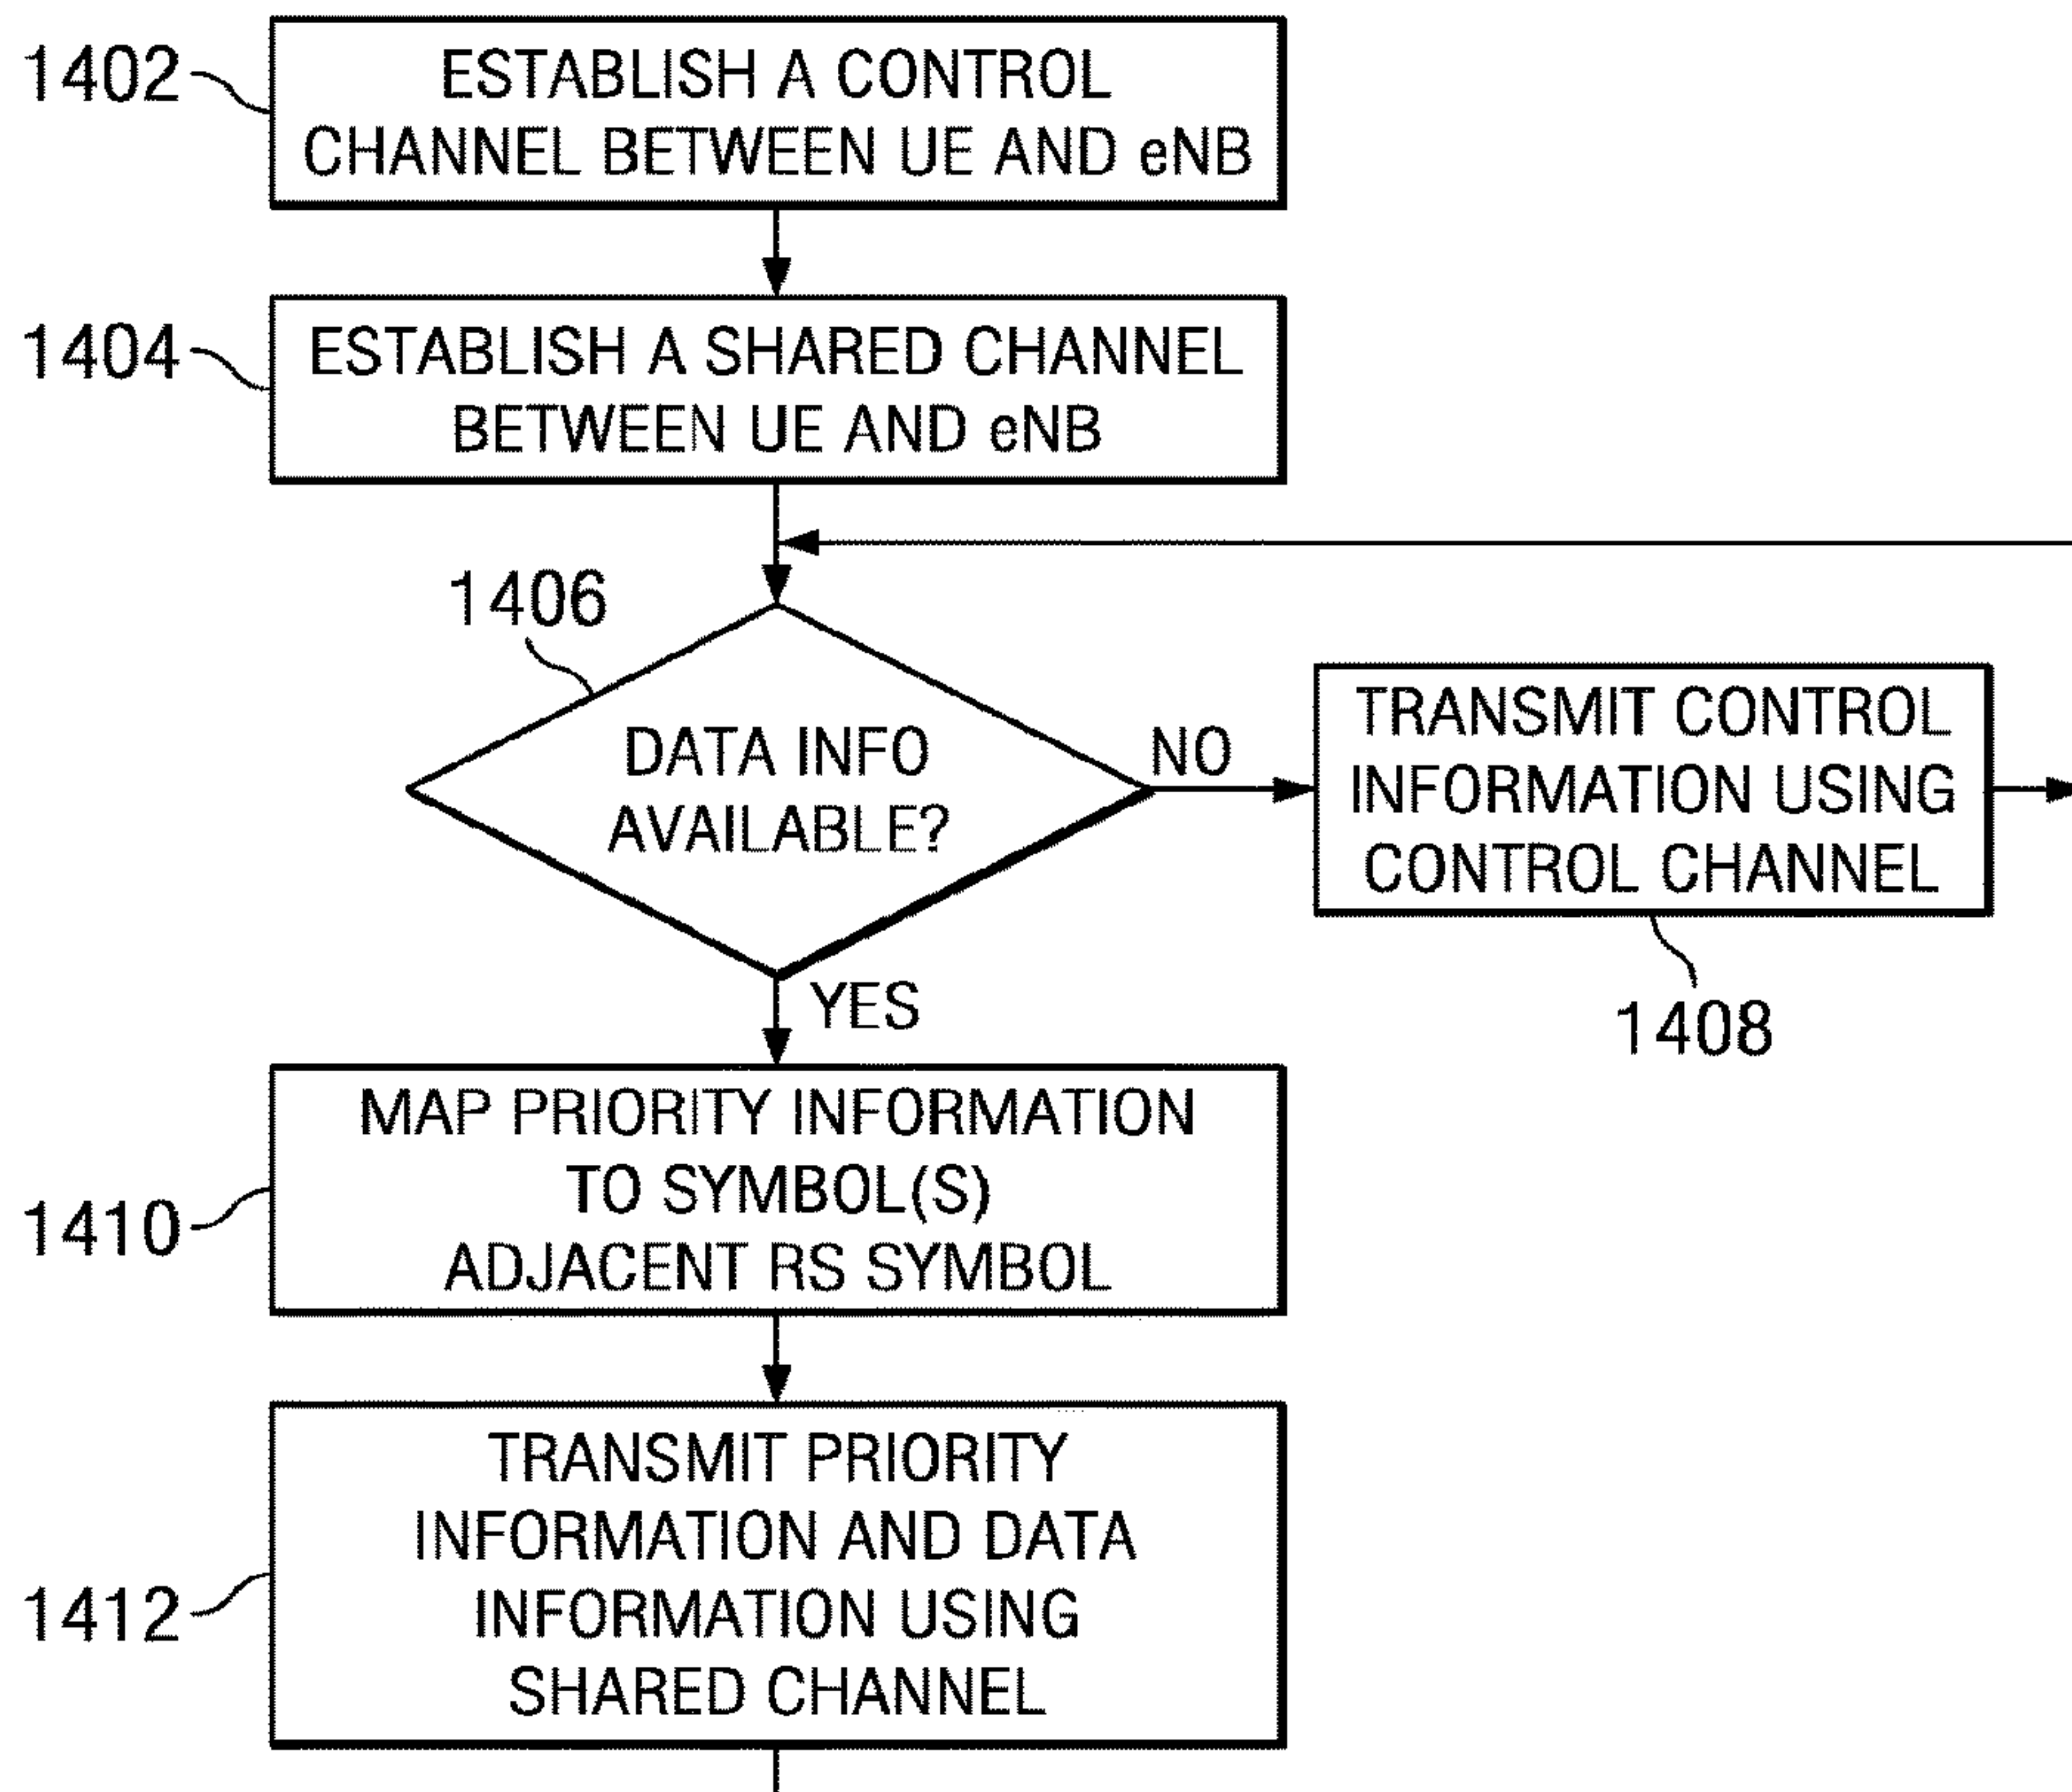 1402
ESTABLISH A CONTROL
CHANNEL BETWEEN UE AND eNB
1404
ESTABLISH A SHARED CHANNEL
BETWEEN UE AND eNB
1406
DATA INFO
AVAILABLE?
NO
TRANSMIT CONTROL
INFORMATION USING
CONTROL CHANNEL
1408
YES
1410
MAP PRIORITY INFORMATION
TO SYMBOL(S)
ADJACENT RS SYMBOL
1412
TRANSMIT PRIORITY
INFORMATION AND DATA
INFORMATION USING
SHARED CHANNEL